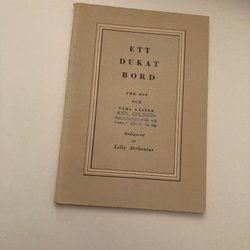 ETT
DUKAT
BORD
FÖR OSS
OCH
VÅRA GÄSTER
AXEL OHLSSON
Redigerad
av
Lilly Arrhenius